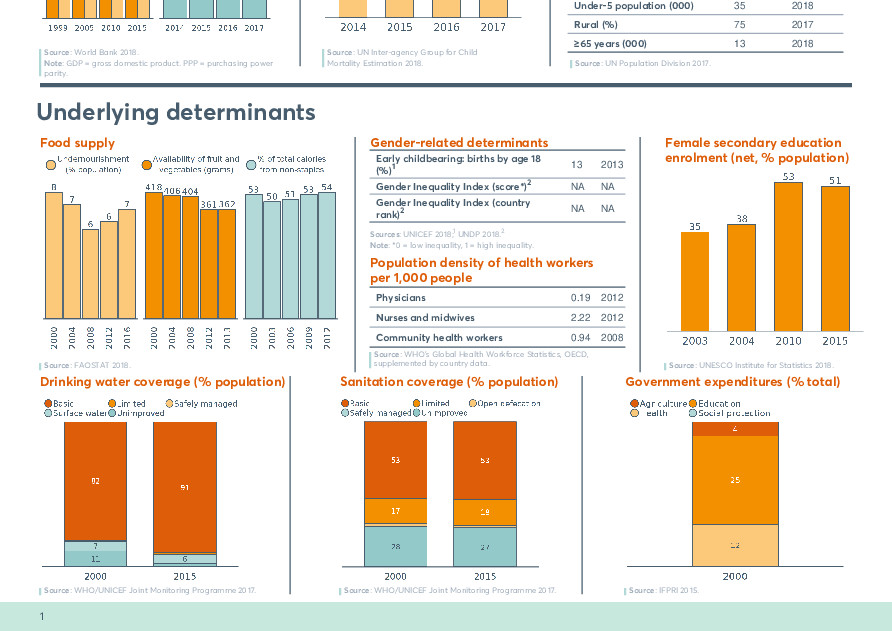 1999 2005 2010 2015
2014 2015 2016 2017
Source: World Bank 2018.
Note: GDP = gross domestic product. PPP = purchasing power
parity.
2014 2015 2016 2017
Source: UN Inter-agency Group for Child
Mortality Estimation 2018.
Under-5 population (000) 35 2018
Rural (%) 75 2017
≥65 years (000) 13 2018
Source: UN Population Division 2017.
Underlying determinants
Food supply
Undernourishment
(% population)
Availability of fruit and
vegetables (grams)
% of total calories
from non-staples
8 7 6 6 7
418 406 404 361 362
53 50 51 53 54
2000 2004 2008 2012 2016
2000 2004 2008 2012 2013
2000 2003 2006 2009 2012
Source: FAOSTAT 2018.
Gender-related determinants
Early childbearing: births by age 18
(%)1 13 2013
Gender Inequality Index (score*)2 NA NA
Gender Inequality Index (country
rank)2 NA NA
Sources: UNICEF 2018,1 UNDP 2018.2
Note: *0 = low inequality, 1 = high inequality.
Population density of health workers
per 1,000 people
Physicians 0.19 2012
Nurses and midwives 2.22 2012
Community health workers 0.94 2008
Source: WHO's Global Health Workforce Statistics, OECD,
supplemented by country data.
Female secondary education
enrolment (net, % population)
35 38 53 51
2003 2004 2010 2015
Source: UNESCO Institute for Statistics 2018.
Drinking water coverage (% population)
Basic Limited Safely managed
Surface water Unimproved
82 91
7
11 6
2000 2015
Source: WHO/UNICEF Joint Monitoring Programme 2017.
Sanitation coverage (% population)
Basic Limited Open defecation
Safely managed Unimproved
53 53
17 19
28 27
2000 2015
Source: WHO/UNICEF Joint Monitoring Programme 2017.
Government expenditures (% total)
Agriculture Education
Health Social protection
4
25
12
2000
Source: IFPRI 2015.
1